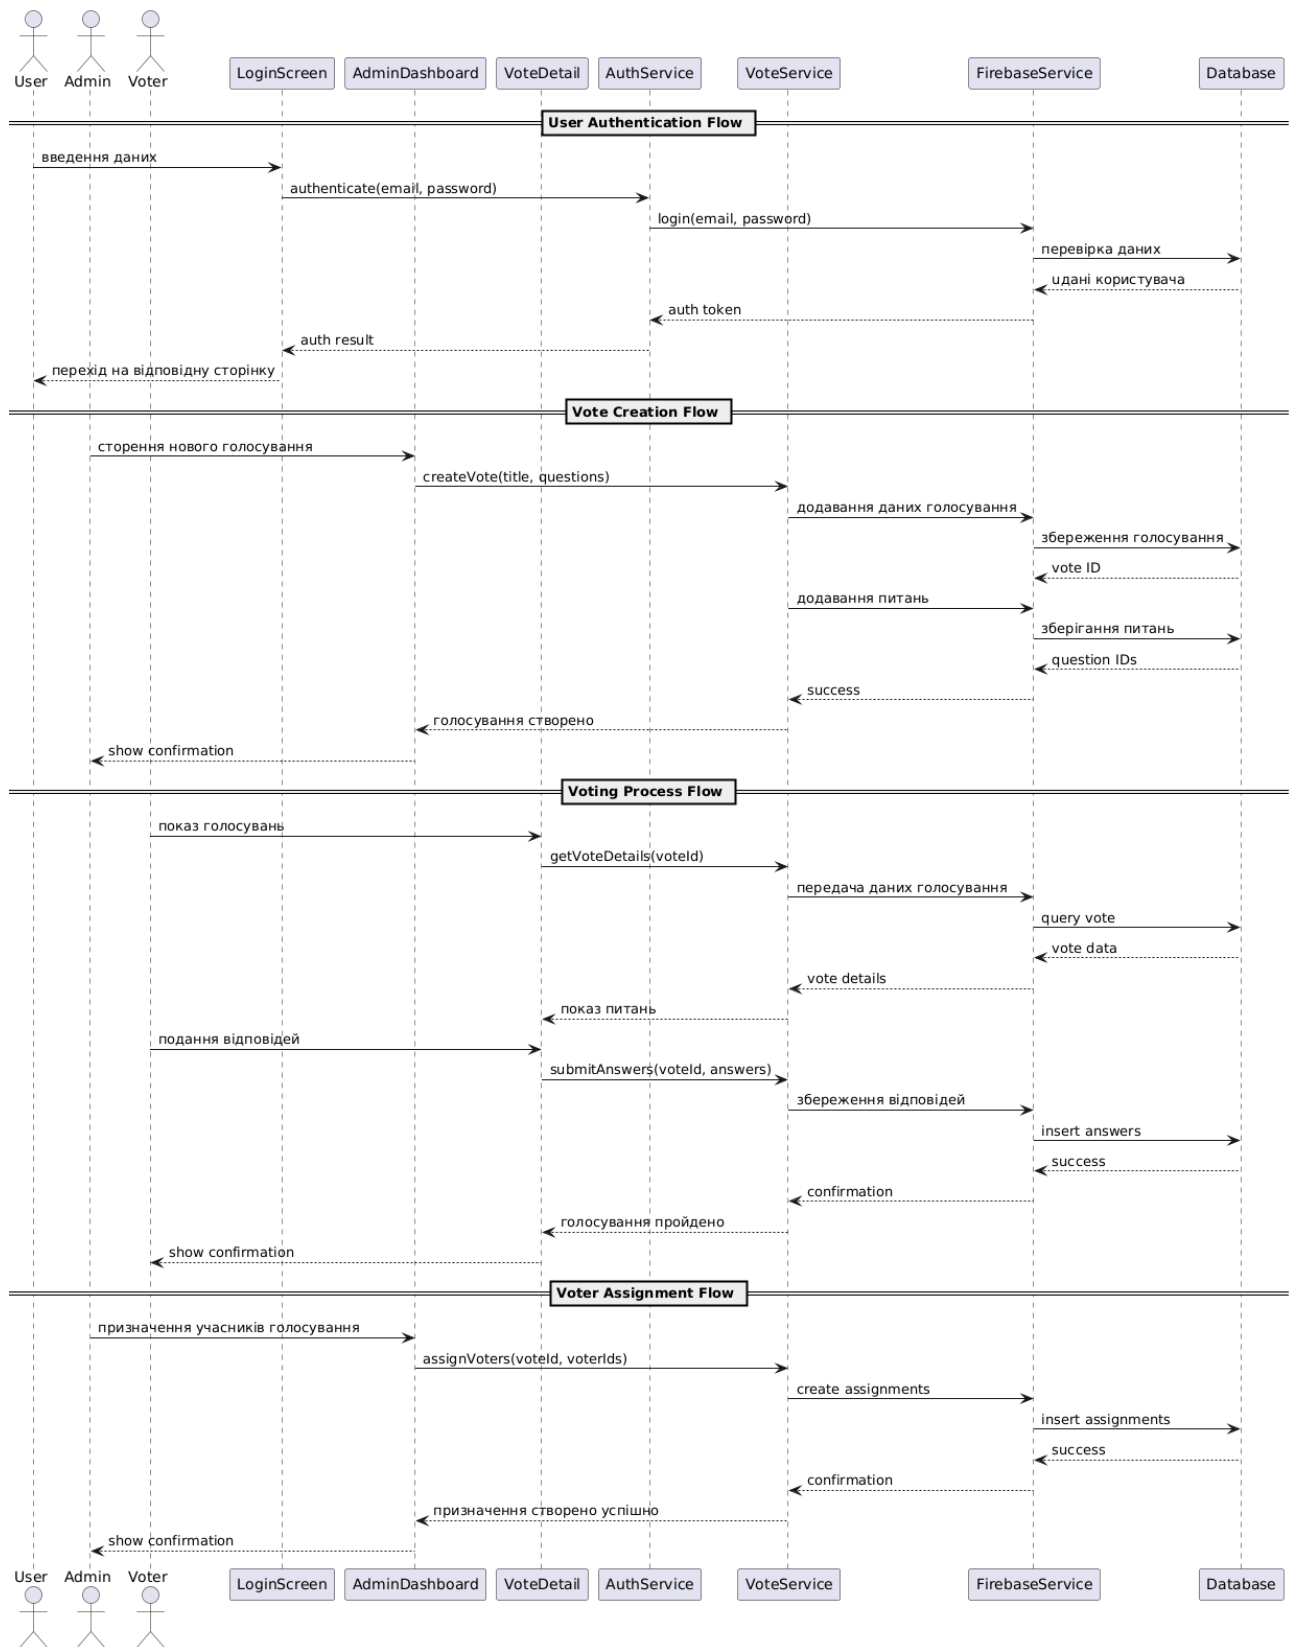 User
Admin
Voter
LoginScreen
AdminDashboard
VoteDetail
AuthService
VoteService
FirebaseService
Database
User Authentication Flow
введення даних
authenticate(email, password)
login(email, password)
перевірка даних
uдані користувача
auth token
auth result
перехід на відповідну сторінку
Vote Creation Flow
сторення нового голосування
createVote(title, questions)
додавання даних голосування
збереження голосування
vote ID
додавання питань
зберігання питань
question IDs
success
голосування створено
show confirmation
Voting Process Flow
показ голосувань
getVoteDetails(voteId)
передача даних голосування
query vote
vote data
vote details
показ питань
подання відповідей
submitAnswers(voteId, answers)
збереження відповідей
insert answers
success
confirmation
голосування пройдено
show confirmation
Voter Assignment Flow
призначення учасників голосування
assignVoters(voteId, voterIds)
create assignments
insert assignments
success
confirmation
призначення створено успішно
show confirmation
User
Admin
Voter
LoginScreen
AdminDashboard
VoteDetail
AuthService
VoteService
FirebaseService
Database